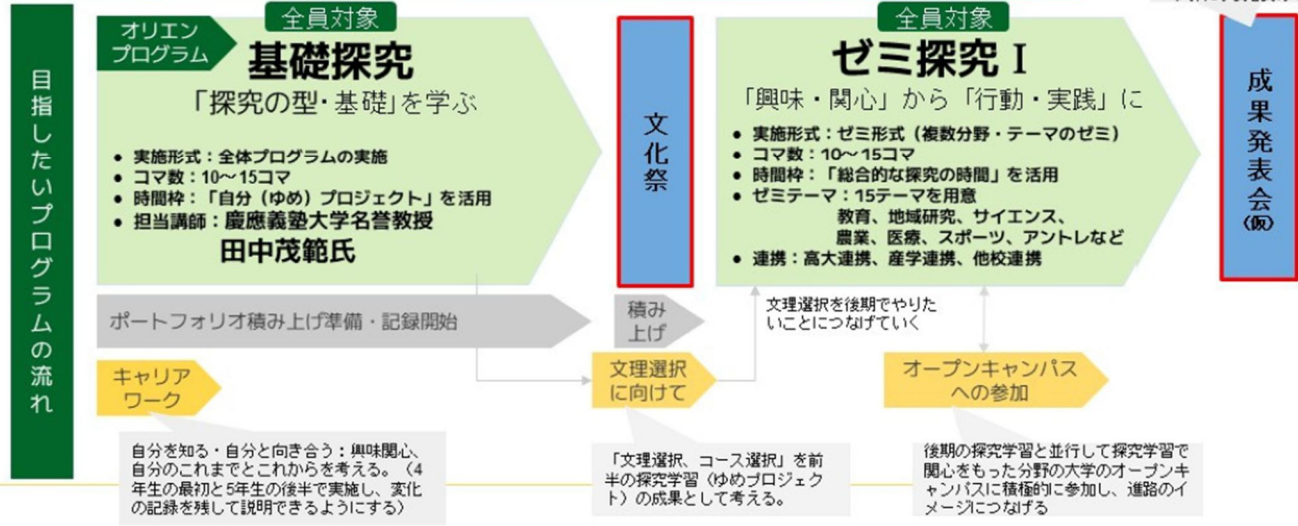 目指したいプログラムの流れ
オリエン
プログラム
全員対象
基礎探究
「探究の型・基礎」を学ぶ
● 実施形式：全体プログラムの実施
● コマ数：10～15コマ
● 時間枠：「自分（ゆめ）プロジェクト」を活用
● 担当講師：慶應義塾大学名誉教授
田中茂範氏
文化祭
全員対象
ゼミ探究Ⅰ
「興味・関心」から「行動・実践」に
● 実施形式：ゼミ形式（複数分野・テーマのゼミ）
● コマ数：10～15コマ
● 時間枠：「総合的な探究の時間」を活用
● ゼミテーマ：15テーマを用意
教育、地域研究、サイエンス、
農業、医療、スポーツ、アントレなど
● 連携：高大連携、産学連携、他校連携
成果発表会(仮)
ポートフォリオ積み上げ準備・記録開始
積み
上げ
文理選択を後期でやりた
いことにつなげていく
キャリア
ワーク
文理選択
に向けて
オープンキャンパス
への参加
自分を知る・自分と向き合う：興味関心、
自分のこれまでとこれからを考える。（4
年生の最初と5年生の後半で実施し、変化
の記録を残して説明できるようにする）
「文理選択、コース選択」を前
半の探究学習（ゆめプロジェク
ト）の成果として考える。
後期の探究学習と並行して探究学習で
関心をもった分野の大学のオープンキ
ャンパスに積極的に参加し、進路のイ
メージにつなげる